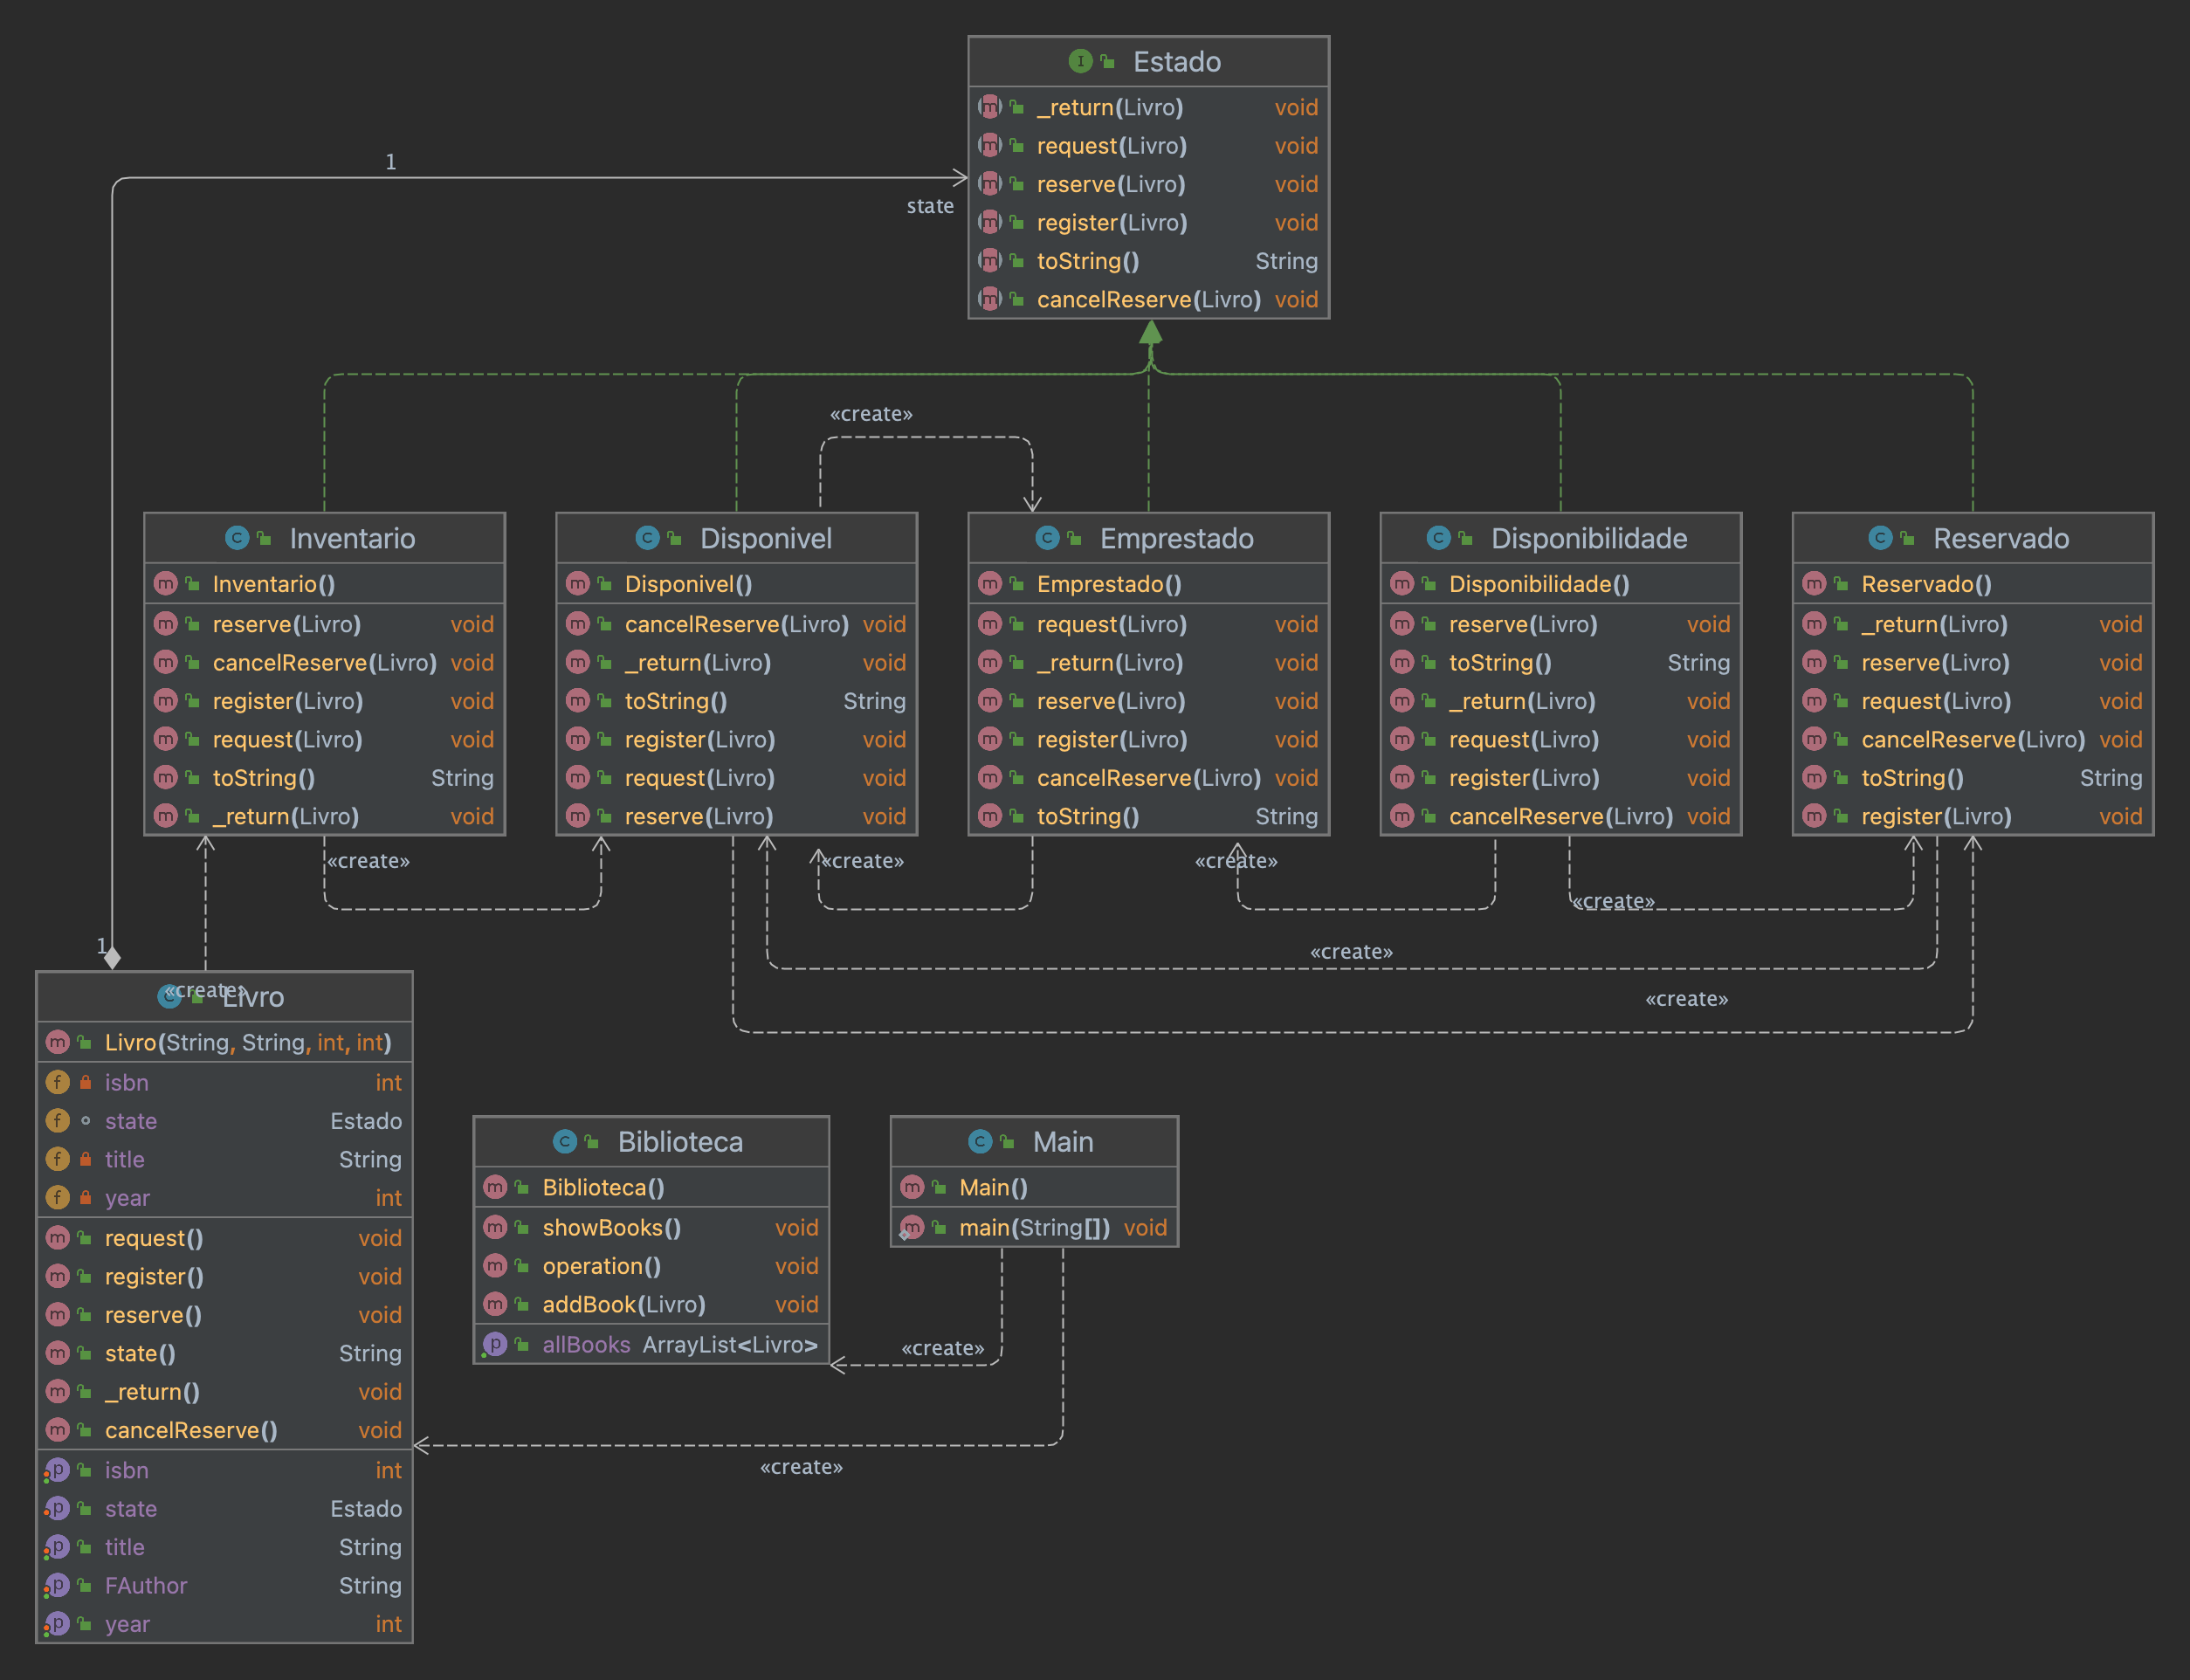 Estado
_return(Livro) void
request(Livro) void
reserve(Livro) void
register(Livro) void
toString() String
cancelReserve(Livro) void
1
state
«create»
Inventario
Inventario()
reserve(Livro) void
cancelReserve(Livro) void
register(Livro) void
request(Livro) void
toString() String
_return(Livro) void
Disponivel
Disponivel()
cancelReserve(Livro) void
_return(Livro) void
toString() String
register(Livro) void
request(Livro) void
reserve(Livro) void
Emprestado
Emprestado()
request(Livro) void
_return(Livro) void
reserve(Livro) void
register(Livro) void
cancelReserve(Livro) void
toString() String
Disponibilidade
Disponibilidade()
reserve(Livro) void
toString() String
_return(Livro) void
request(Livro) void
register(Livro) void
cancelReserve(Livro) void
Reservado
Reservado()
_return(Livro) void
reserve(Livro) void
request(Livro) void
cancelReserve(Livro) void
toString() String
register(Livro) void
«create»
«create»
«create»
«create»
«create»
«create»
1
«create»
Livro
Livro(String, String, int, int)
isbn int
state Estado
title String
year int
request() void
register() void
reserve() void
state() String
_return() void
cancelReserve() void
isbn int
state Estado
title String
FAuthor String
year int
Biblioteca
Biblioteca()
showBooks() void
operation() void
addBook(Livro) void
allBooks ArrayList<Livro>
Main
Main()
main(String[]) void
«create»
«create»